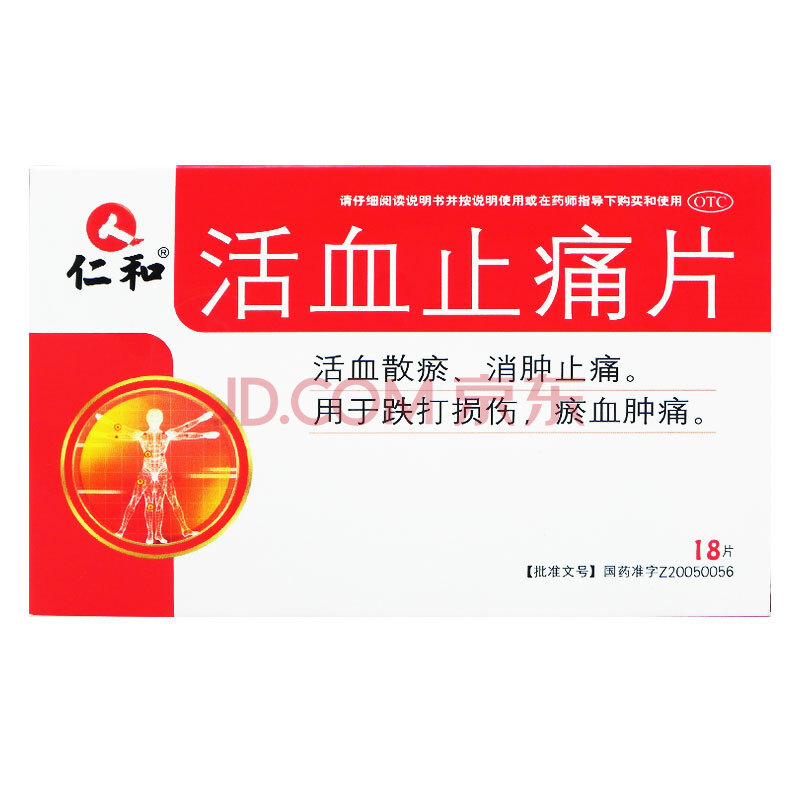 请仔细阅读说明书并按说明使用或在药师指导下购买和使用 OTC
仁和®
活血止痛片
活血散瘀、消肿止痛。
JD.COM 京东
用于跌打损伤，瘀血肿痛。
18片
【批准文号】国药准字Z20050056